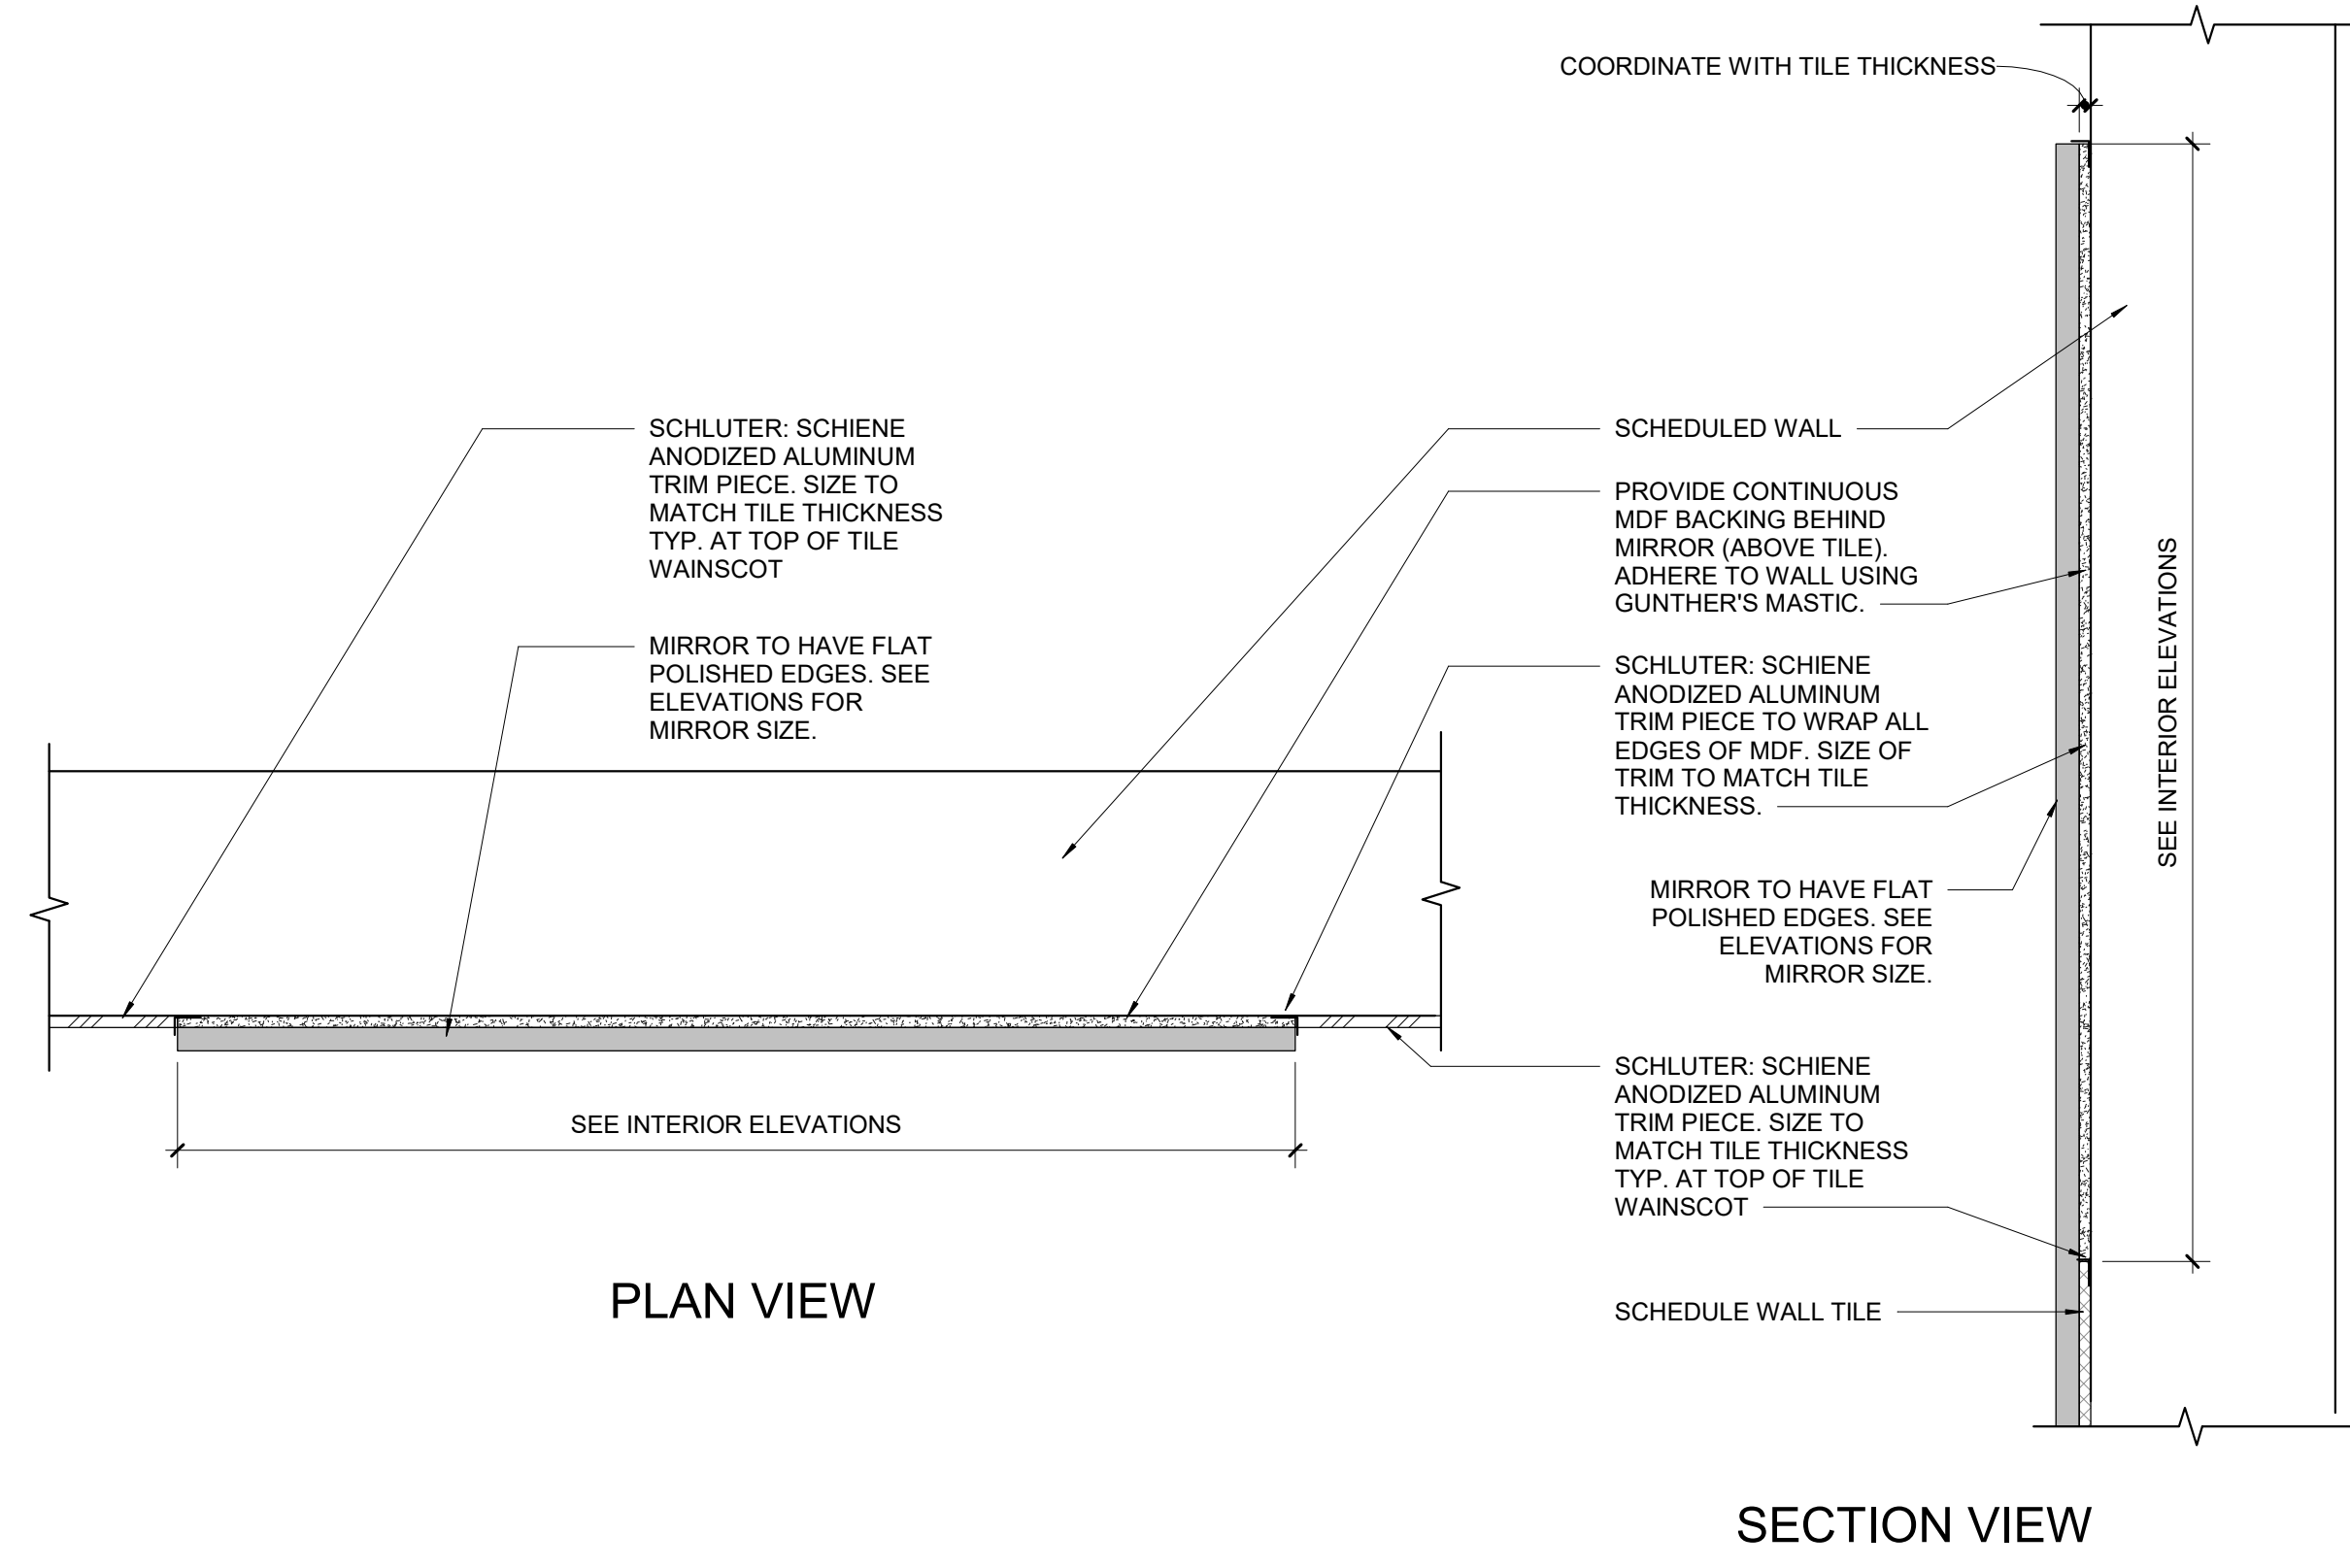 COORDINATE WITH TILE THICKNESS
SCHLUTER: SCHIENE
ANODIZED ALUMINUM
TRIM PIECE. SIZE TO
MATCH TILE THICKNESS
TYP. AT TOP OF TILE
WAINSCOT
MIRROR TO HAVE FLAT
POLISHED EDGES. SEE
ELEVATIONS FOR
MIRROR SIZE.
SEE INTERIOR ELEVATIONS
PLAN VIEW
SCHEDULED WALL
PROVIDE CONTINUOUS
MDF BACKING BEHIND
MIRROR (ABOVE TILE).
ADHERE TO WALL USING
GUNTHER'S MASTIC.
SCHLUTER: SCHIENE
ANODIZED ALUMINUM
TRIM PIECE TO WRAP ALL
EDGES OF MDF. SIZE OF
TRIM TO MATCH TILE
THICKNESS.
MIRROR TO HAVE FLAT
POLISHED EDGES. SEE
ELEVATIONS FOR
MIRROR SIZE.
SCHLUTER: SCHIENE
ANODIZED ALUMINUM
TRIM PIECE. SIZE TO
MATCH TILE THICKNESS
TYP. AT TOP OF TILE
WAINSCOT
SCHEDULE WALL TILE
SEE INTERIOR ELEVATIONS
SECTION VIEW